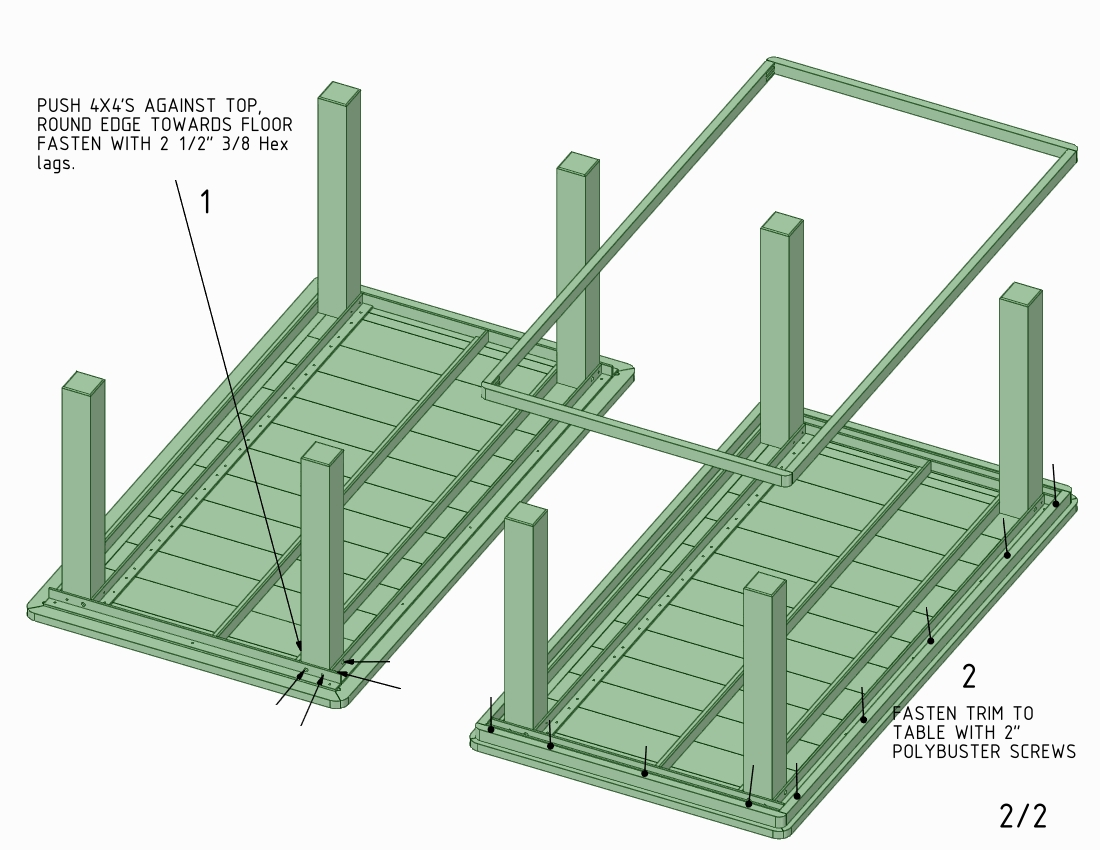 PUSH 4X4'S AGAINST TOP,
ROUND EDGE TOWARDS FLOOR
FASTEN WITH 2 1/2" 3/8 Hex
lags.
1
2
FASTEN TRIM TO
TABLE WITH 2"
POLYBUSTER SCREWS
2/2